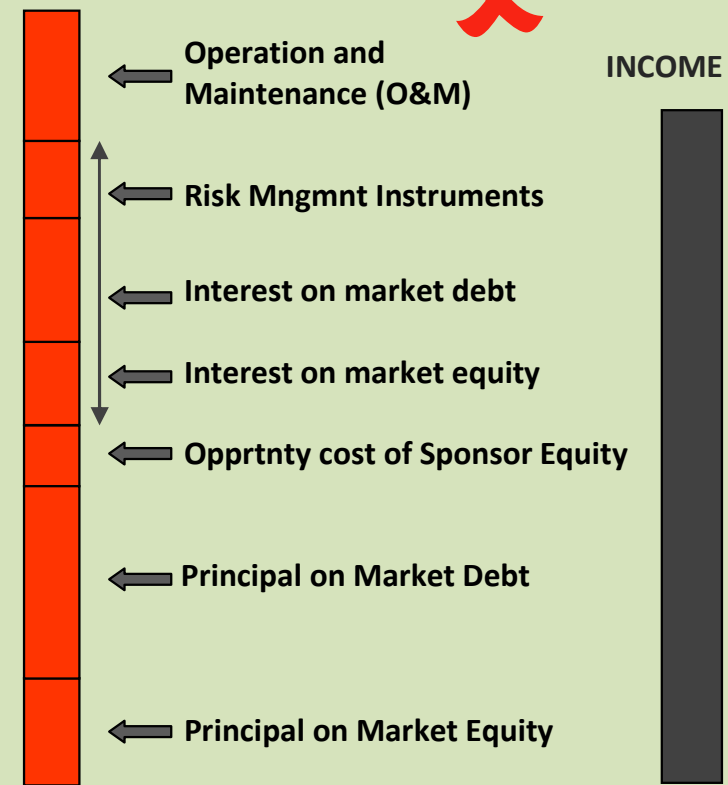 Operation and
Maintenance (O&M)
INCOME
Risk Mngmnt Instruments
Interest on market debt
Interest on market equity
Opprtnty cost of Sponsor Equity
Principal on Market Debt
Principal on Market Equity